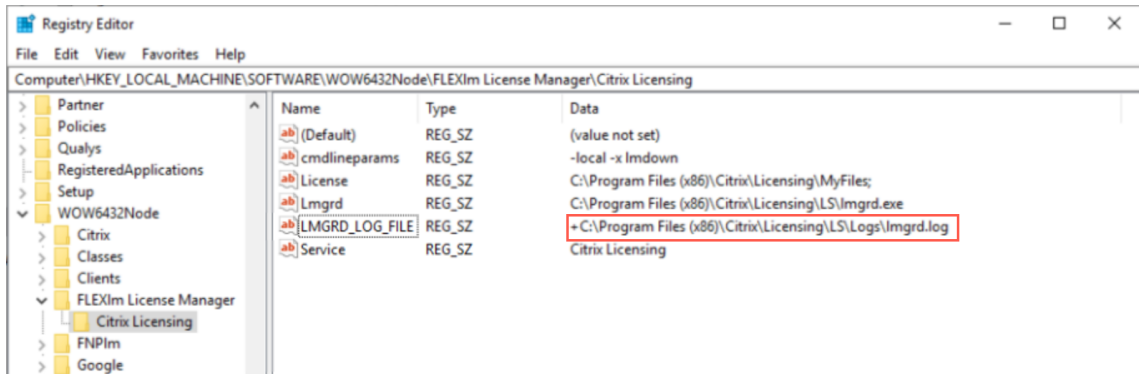 Registry Editor
File Edit View Favorites Help
Computer\HKEY_LOCAL_MACHINE\SOFTWARE\WOW6432Node\FLEXlm License Manager\Citrix Licensing
Partner
Policies
Qualys
RegisteredApplications
Setup
WOW6432Node
Citrix
Classes
Clients
FLEXlm License Manager
Citrix Licensing
FNPlm
Google
Name Type Data
(Default) REG_SZ (value not set)
cmdlineparams REG_SZ -local -x lmdown
License REG_SZ C:\Program Files (x86)\Citrix\Licensing\MyFiles;
Lmgrd REG_SZ C:\Program Files (x86)\Citrix\Licensing\LS\lmgrd.exe
LMGRD_LOG_FILE REG_SZ +C:\Program Files (x86)\Citrix\Licensing\LS\Logs\lmgrd.log
Service REG_SZ Citrix Licensing